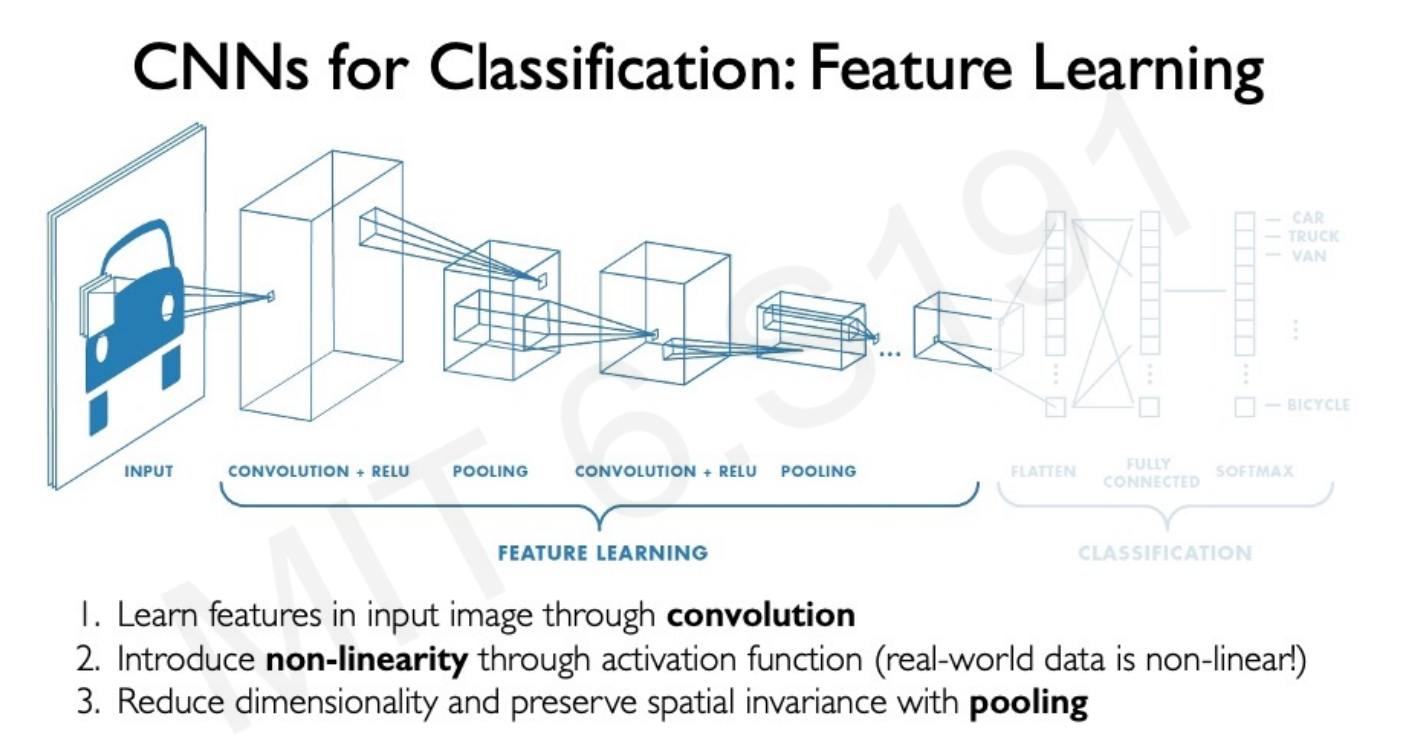 CNNs for Classification: Feature Learning
CAR
TRUCK
VAN
BICYCLE
INPUT
CONVOLUTION + RELU
POOLING
CONVOLUTION + RELU
POOLING
FLATTEN
FULLY
CONNECTED
SOFTMAX
FEATURE LEARNING
CLASSIFICATION
1. Learn features in input image through convolution
2. Introduce non-linearity through activation function (real-world data is non-linear!)
3. Reduce dimensionality and preserve spatial invariance with pooling
MIT 6.S191